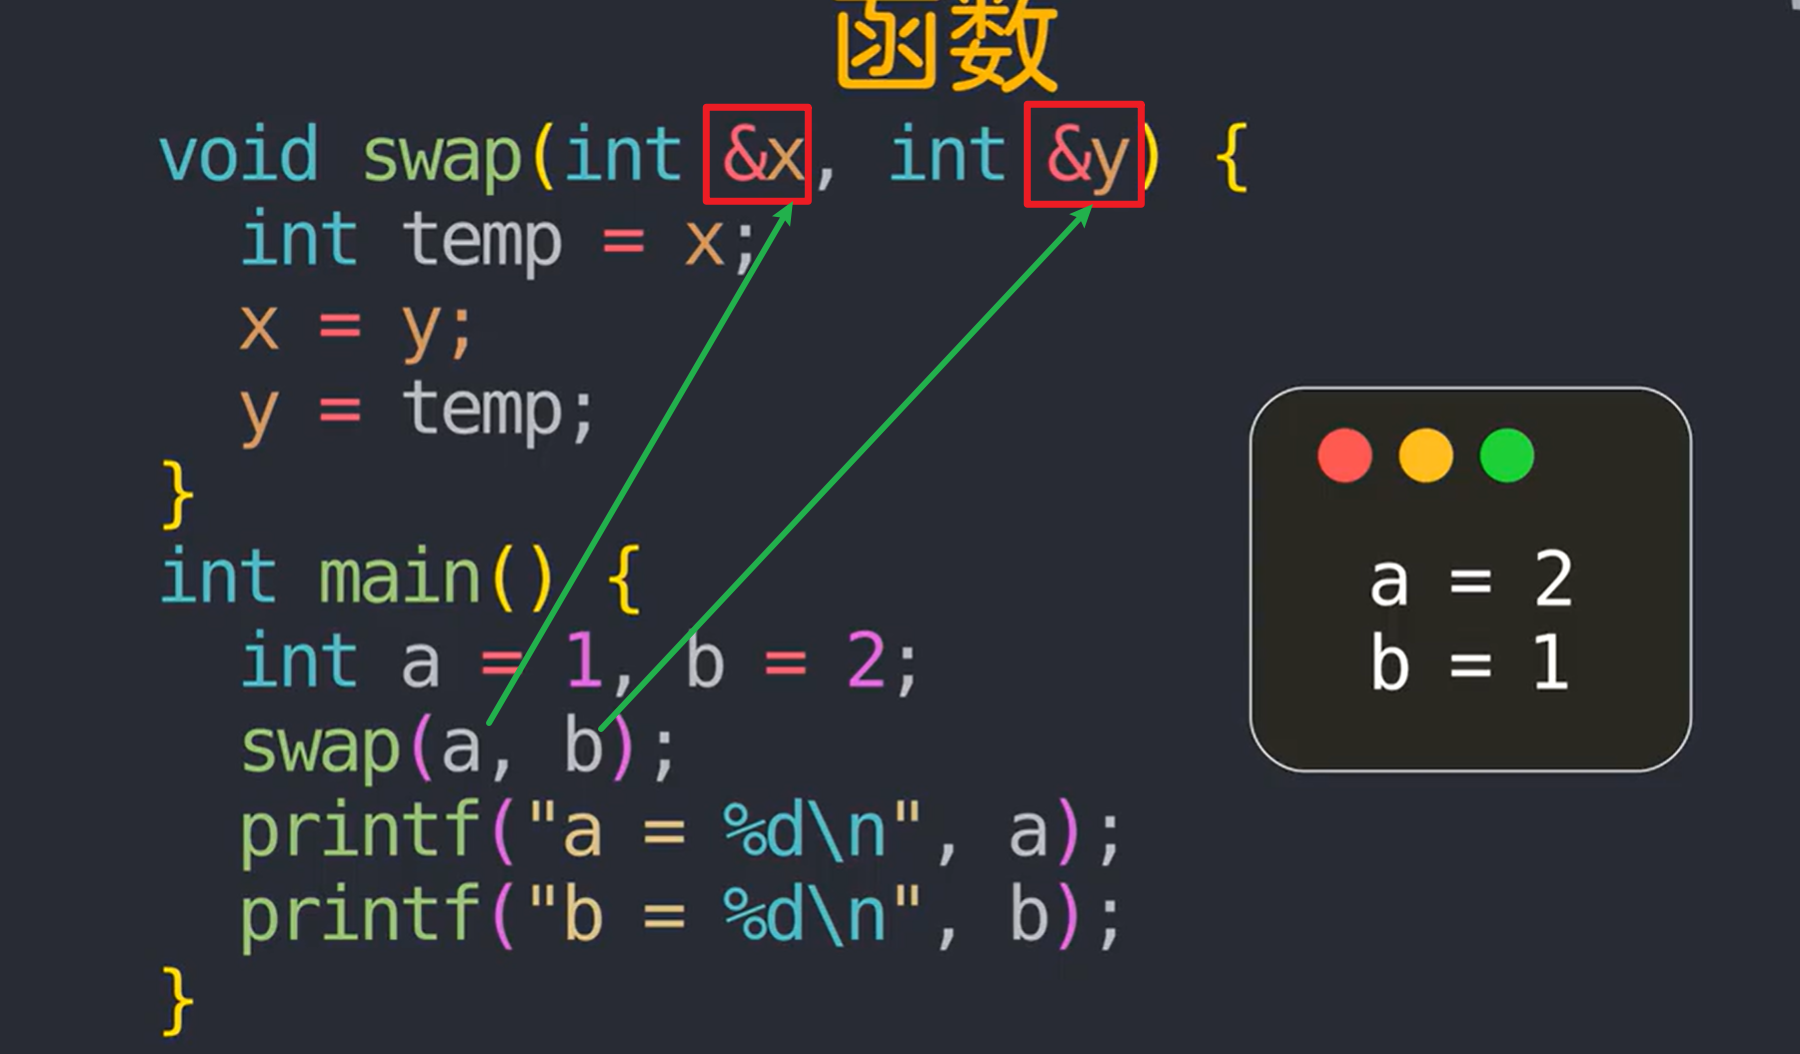 函数
void swap(int &x, int &y) {
  int temp = x;
  x = y;
  y = temp;
}
int main() {
  int a = 1, b = 2;
  swap(a, b);
  printf("a = %d\n", a);
  printf("b = %d\n", b);
}
a = 2
b = 1